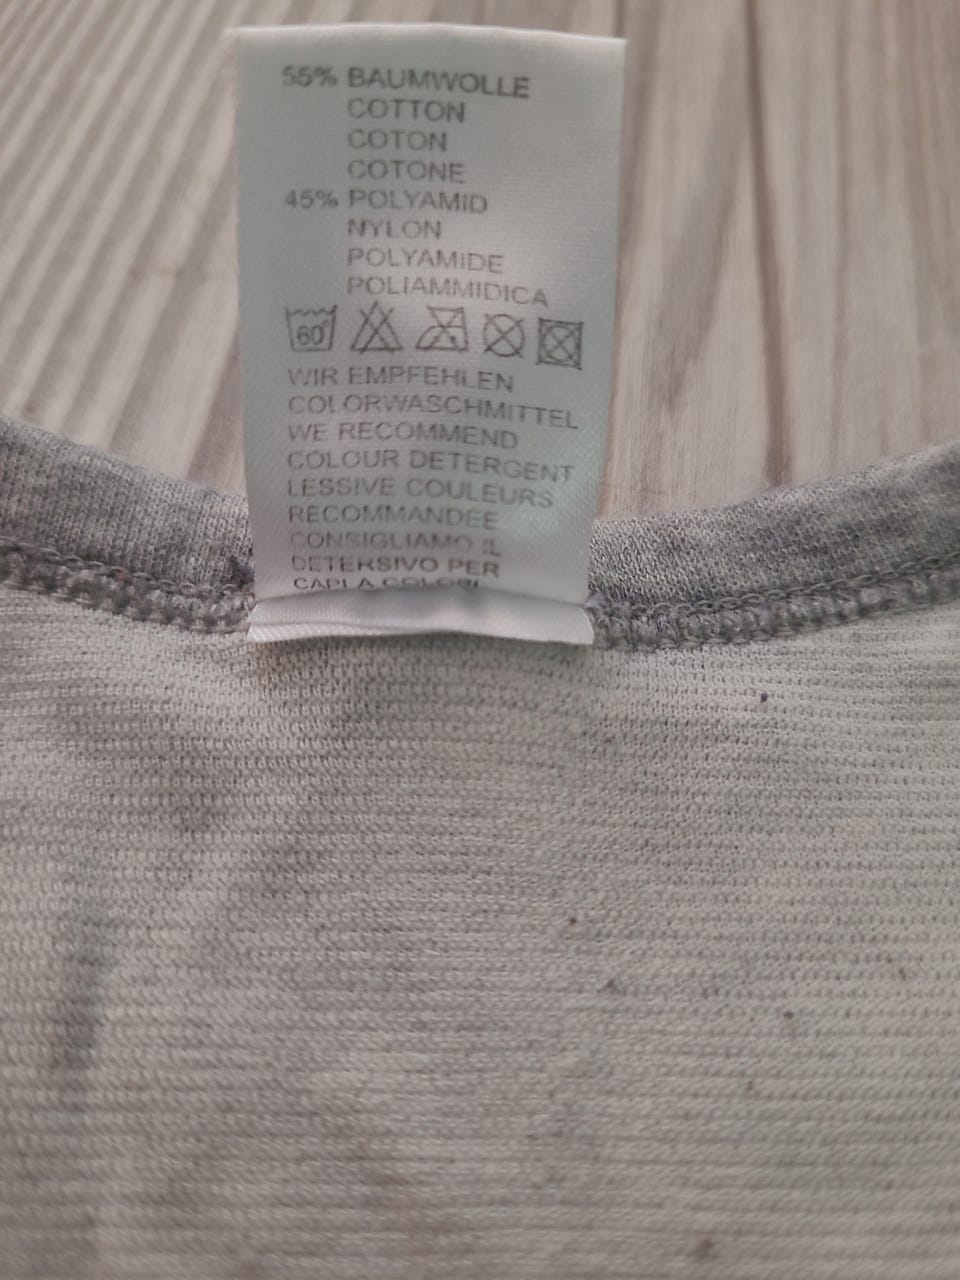 55% BAUMWOLLE
COTTON
COTON
COTONE
45% POLYAMID
NYLON
POLYAMIDE
POLIAMMIDICA
60°
WIR EMPFEHLEN
COLORWASCHMITTEL
WE RECOMMEND
COLOUR DETERGENT
LESSIVE COULEURS
RECOMMANDEE
CONSIGLIAMO IL
DETERSIVO PER
COLORI